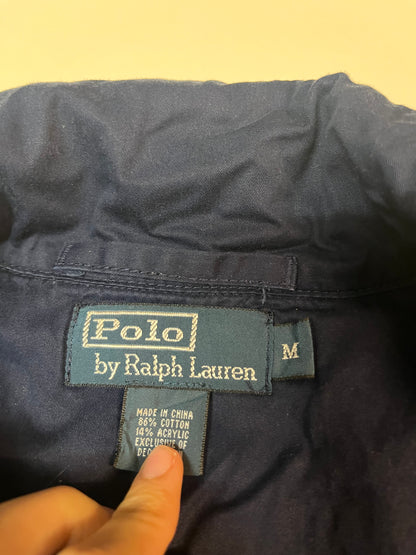 Polo
by Ralph Lauren
M
MADE IN CHINA
86% COTTON
14% ACRYLIC
EXCLUSIVE OF